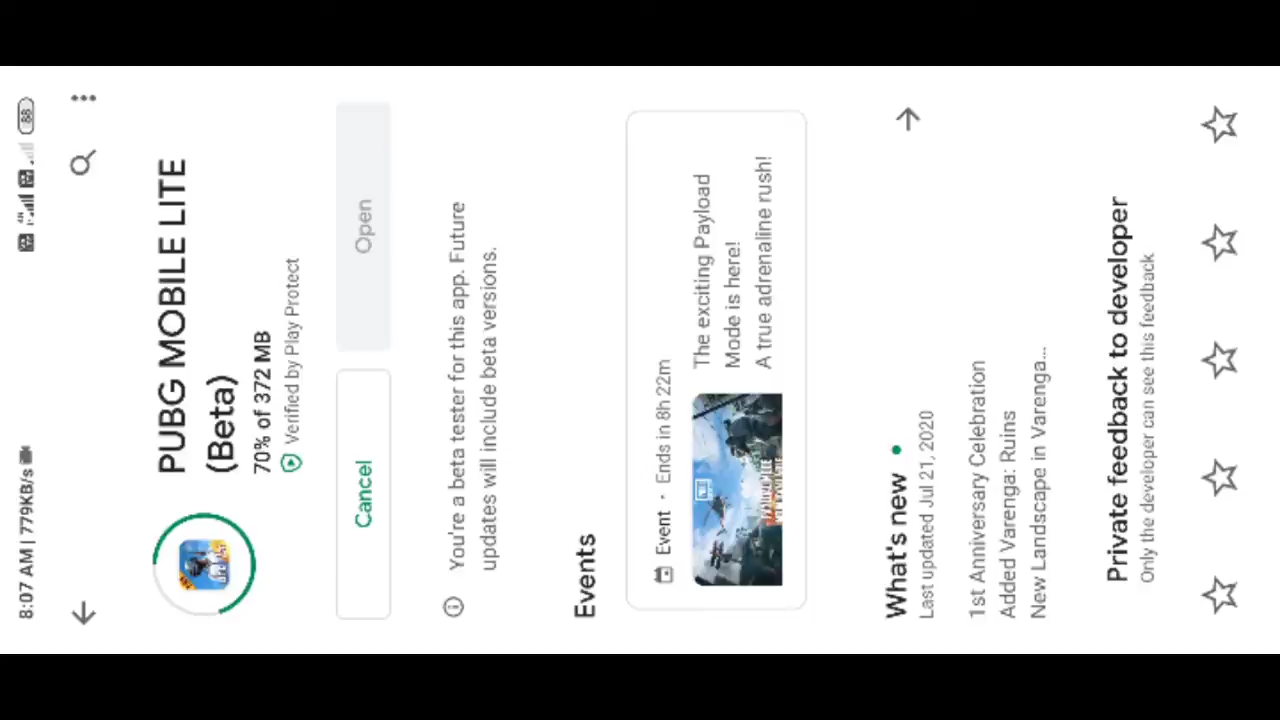 8:07 AM | 779KB/s
4G
88
PUBG MOBILE LITE
(Beta)
70% of 372 MB
Verified by Play Protect
Cancel
Open
You're a beta tester for this app. Future
updates will include beta versions.
Events
Event · Ends in 8h 22m
The exciting Payload
Mode is here!
A true adrenaline rush!
What's new
Last updated Jul 21, 2020
1st Anniversary Celebration
Added Varenga: Ruins
New Landscape in Varenga...
Private feedback to developer
Only the developer can see this feedback